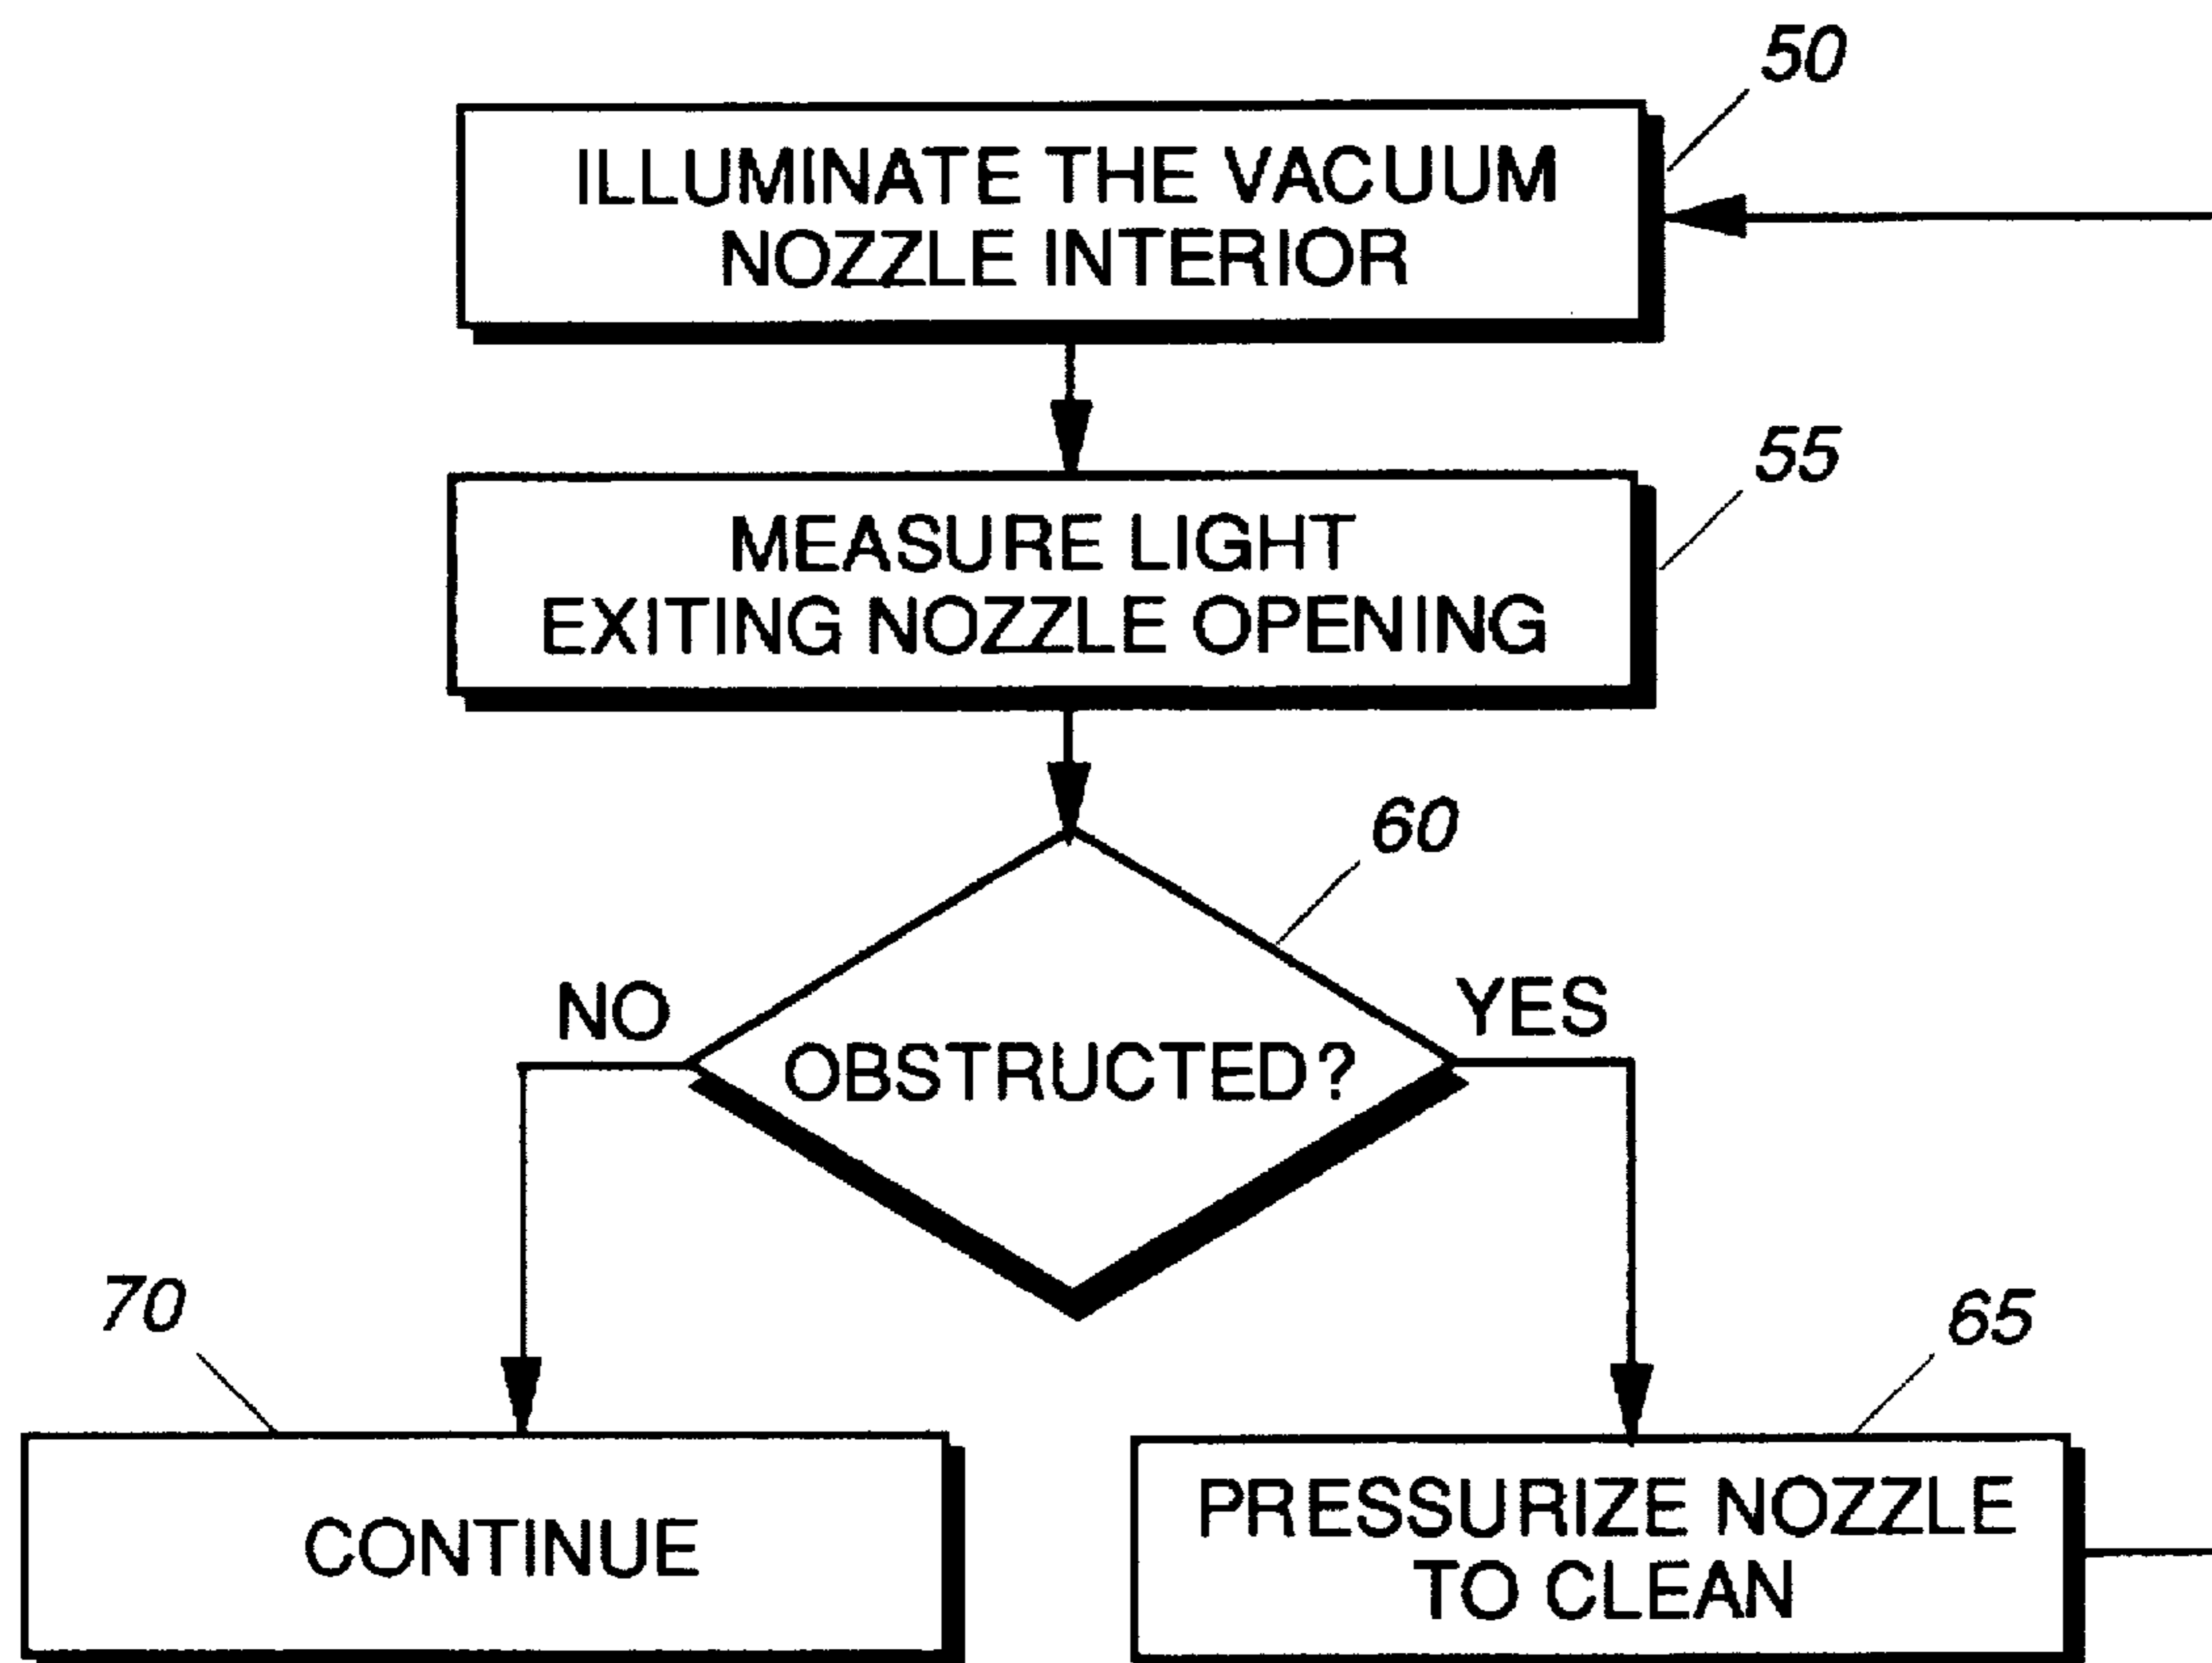 50
ILLUMINATE THE VACUUM
NOZZLE INTERIOR
55
MEASURE LIGHT
EXITING NOZZLE OPENING
60
NO
YES
OBSTRUCTED?
70
65
CONTINUE
PRESSURIZE NOZZLE
TO CLEAN